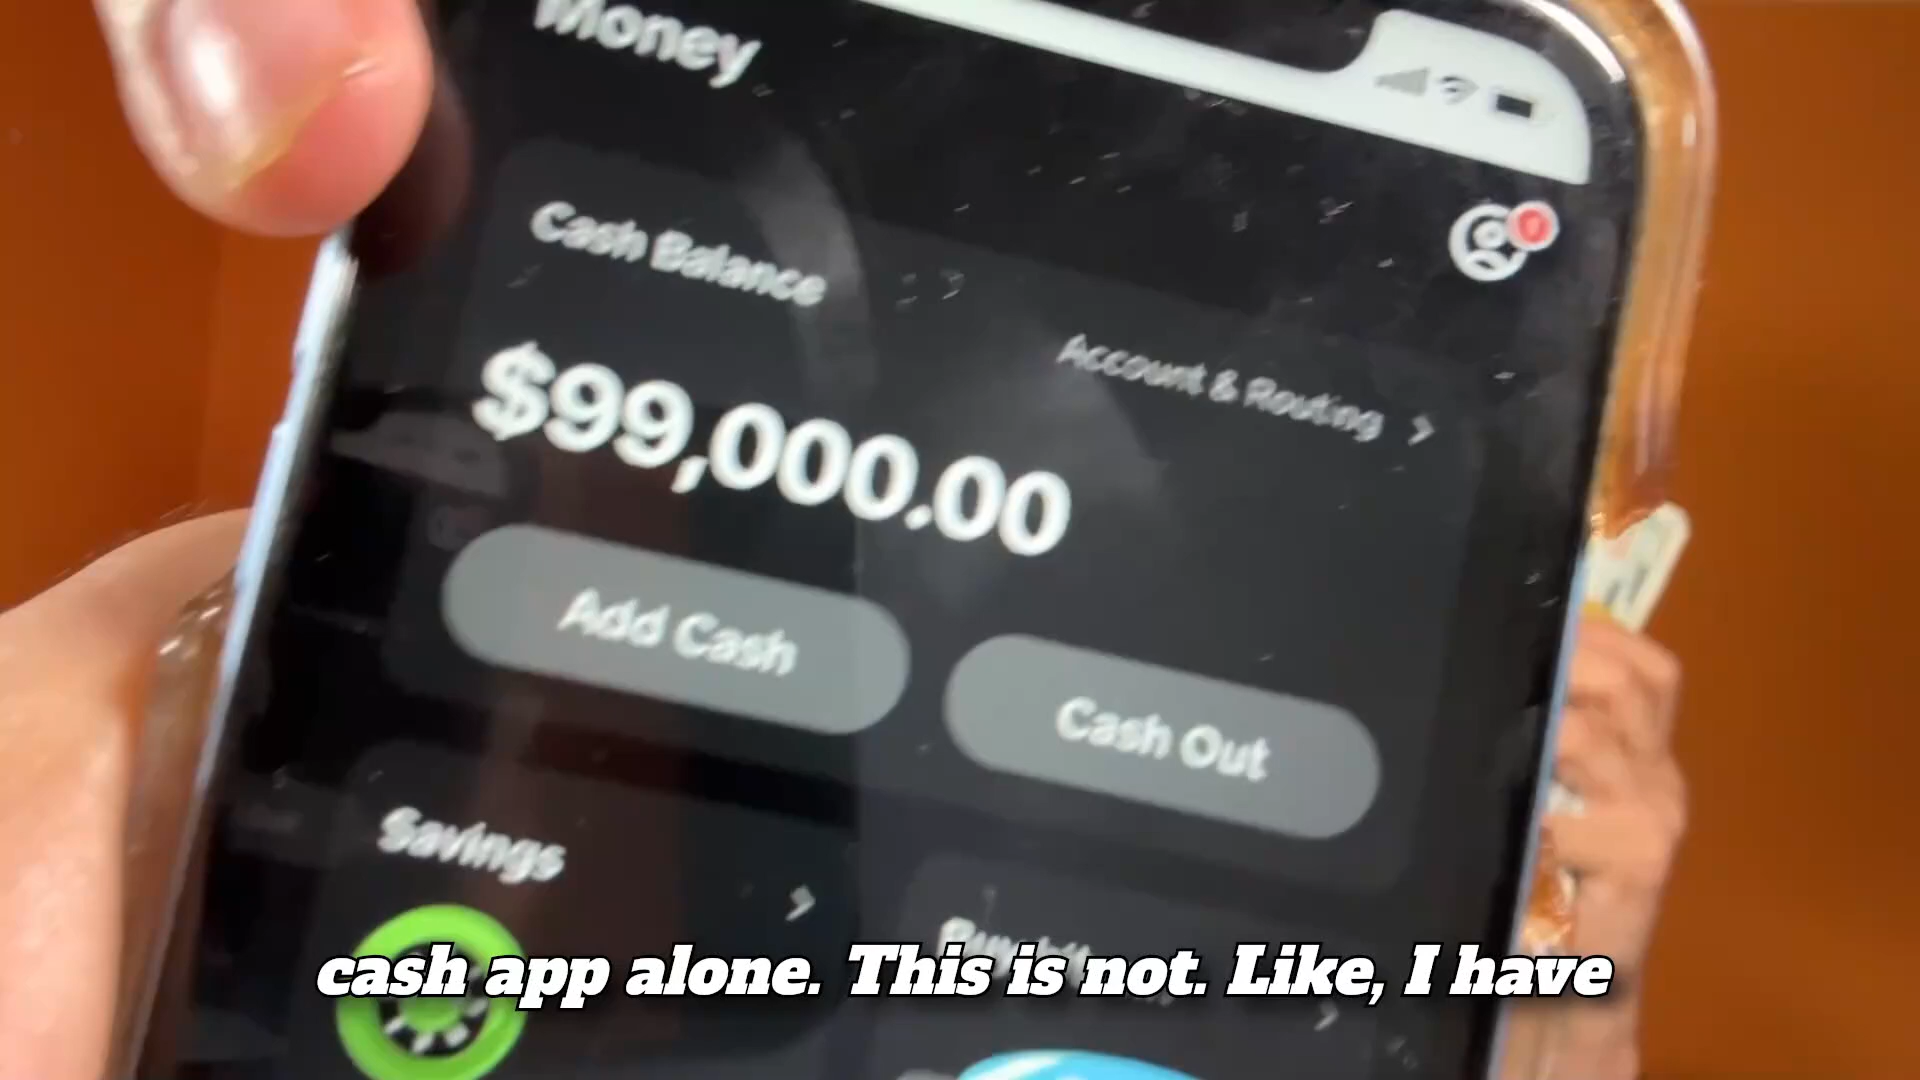 Money
Cash Balance
Account & Routing
$99,000.00
Add Cash
Cash Out
Savings
cash app alone. This is not. Like, I have